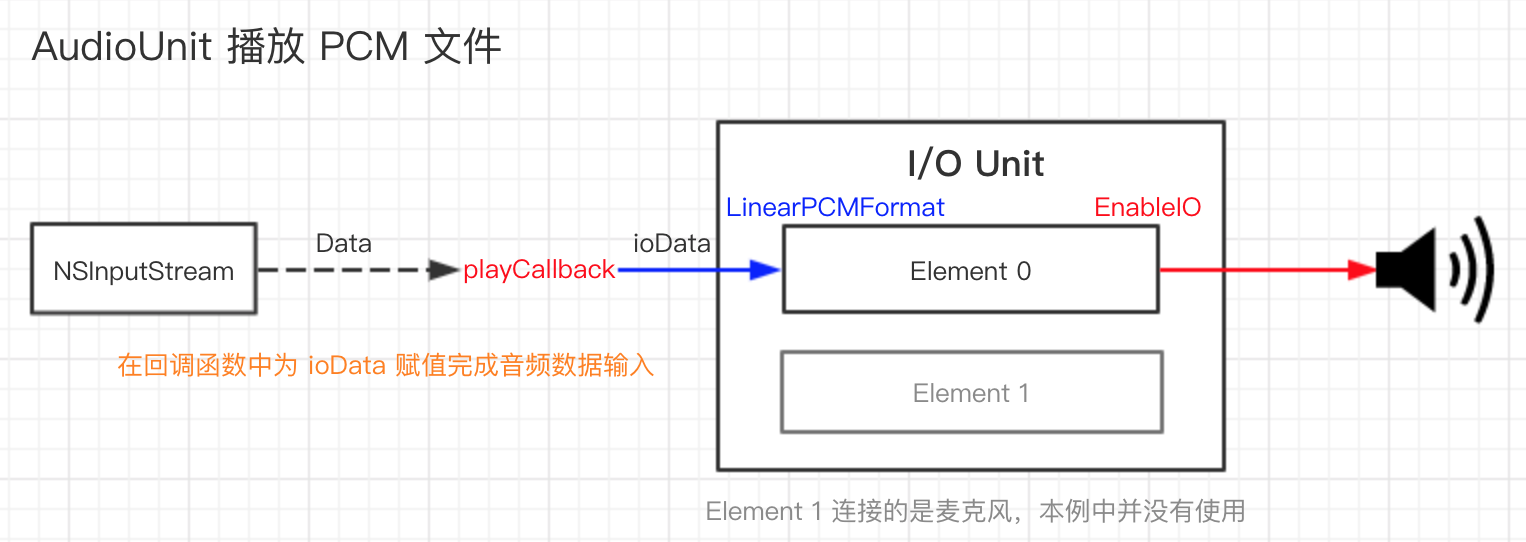 AudioUnit 播放 PCM 文件
I/O Unit
LinearPCMFormat
EnableIO
Data
ioData
NSInputStream
playCallback
Element 0
在回调函数中为 ioData 赋值完成音频数据输入
Element 1
Element 1 连接的是麦克风，本例中并没有使用